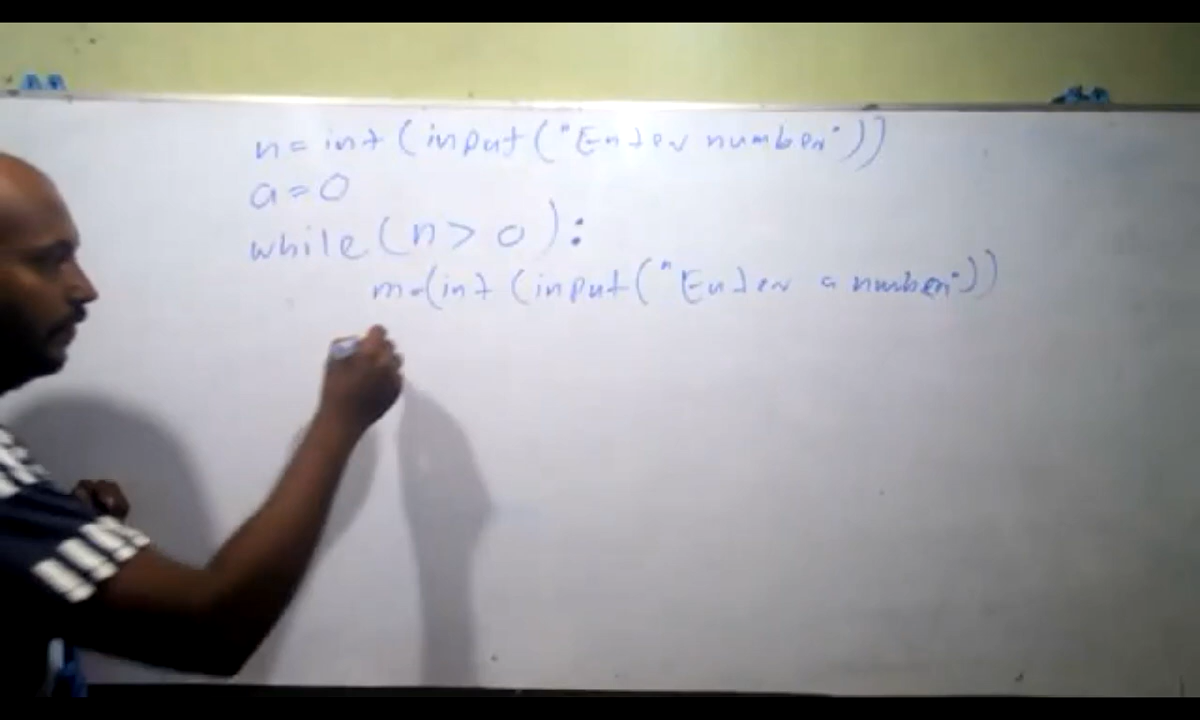 n = int (input ("Enter number"))
a = 0
while (n > 0):
m = (int (input ("Enter a number"))